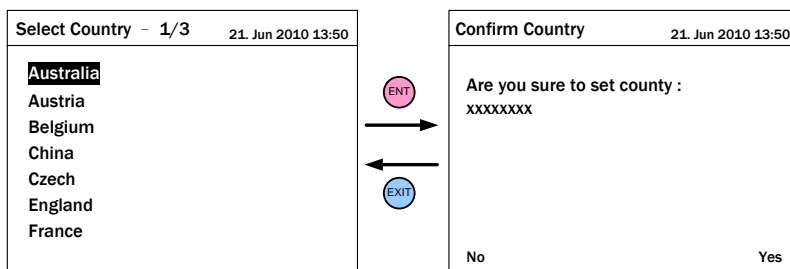 Select Country – 1/3 21. Jun 2010 13:50
Australia
Austria
Belgium
China
Czech
England
France
ENT
EXIT
Confirm Country 21. Jun 2010 13:50
Are you sure to set county :
xxxxxxxx
No Yes